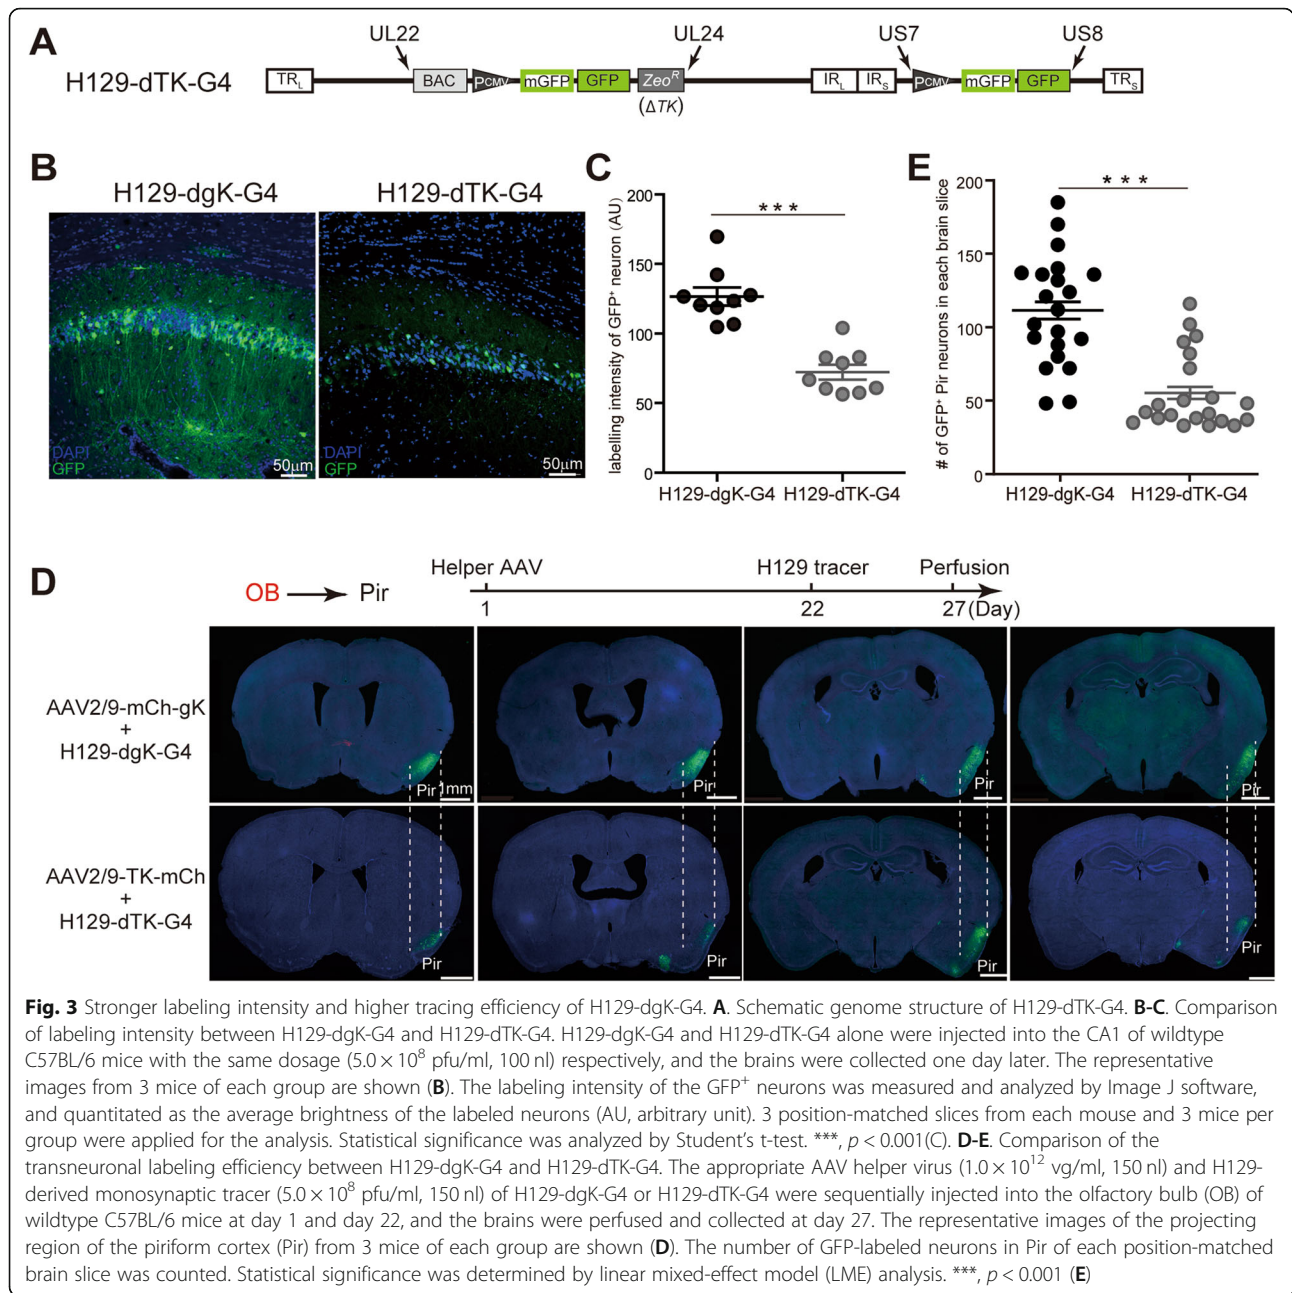 A
UL22
UL24
US7
US8
H129-dTK-G4
TRL
BAC
PCMV
mGFP
GFP
ZeoR
IRL
IRS
PCMV
mGFP
GFP
TRS
(ΔTK)
B
H129-dgK-G4
H129-dTK-G4
DAPI
GFP
50μm
DAPI
GFP
50μm
C
labelling intensity of GFP+ neuron (AU)
200
150
100
50
0
***
H129-dgK-G4
H129-dTK-G4
E
# of GFP+ Pir neurons in each brain slice
200
150
100
50
0
***
H129-dgK-G4
H129-dTK-G4
D
OB → Pir
Helper AAV
H129 tracer
Perfusion
1
22
27(Day)
AAV2/9-mCh-gK
+
H129-dgK-G4
Pir
1mm
Pir
Pir
Pir
AAV2/9-TK-mCh
+
H129-dTK-G4
Pir
Pir
Pir
Pir
Fig. 3 Stronger labeling intensity and higher tracing efficiency of H129-dgK-G4. A. Schematic genome structure of H129-dTK-G4. B-C. Comparison
of labeling intensity between H129-dgK-G4 and H129-dTK-G4. H129-dgK-G4 and H129-dTK-G4 alone were injected into the CA1 of wildtype
C57BL/6 mice with the same dosage (5.0 × 10⁸ pfu/ml, 100 nl) respectively, and the brains were collected one day later. The representative
images from 3 mice of each group are shown (B). The labeling intensity of the GFP⁺ neurons was measured and analyzed by Image J software,
and quantitated as the average brightness of the labeled neurons (AU, arbitrary unit). 3 position-matched slices from each mouse and 3 mice per
group were applied for the analysis. Statistical significance was analyzed by Student's t-test. ***, p < 0.001(C). D-E. Comparison of the
transneuronal labeling efficiency between H129-dgK-G4 and H129-dTK-G4. The appropriate AAV helper virus (1.0 × 10¹² vg/ml, 150 nl) and H129-
derived monosynaptic tracer (5.0 × 10⁸ pfu/ml, 150 nl) of H129-dgK-G4 or H129-dTK-G4 were sequentially injected into the olfactory bulb (OB) of
wildtype C57BL/6 mice at day 1 and day 22, and the brains were perfused and collected at day 27. The representative images of the projecting
region of the piriform cortex (Pir) from 3 mice of each group are shown (D). The number of GFP-labeled neurons in Pir of each position-matched
brain slice was counted. Statistical significance was determined by linear mixed-effect model (LME) analysis. ***, p < 0.001 (E)